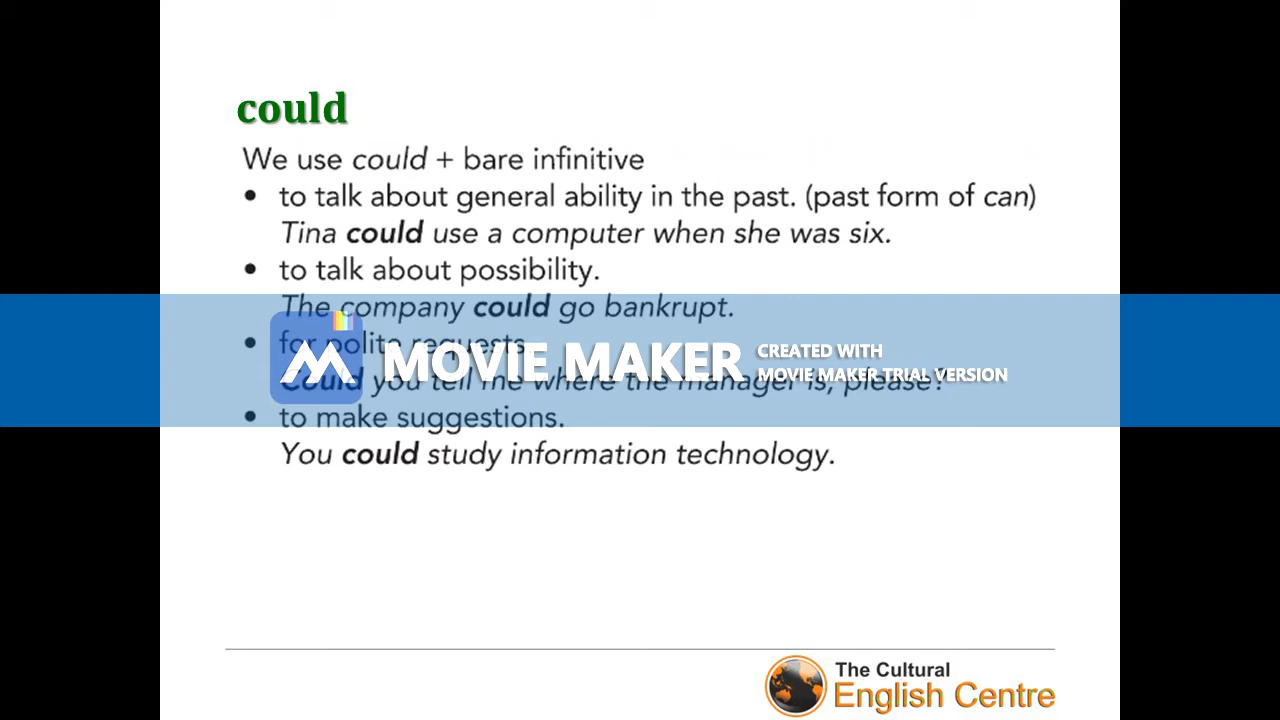 could
We use could + bare infinitive
• to talk about general ability in the past. (past form of can)
Tina could use a computer when she was six.
• to talk about possibility.
The company could go bankrupt.
• for polite requests.
Could you tell me where the manager is, please?
MOVIE MAKER
CREATED WITH
MOVIE MAKER TRIAL VERSION
• to make suggestions.
You could study information technology.
The Cultural
English Centre